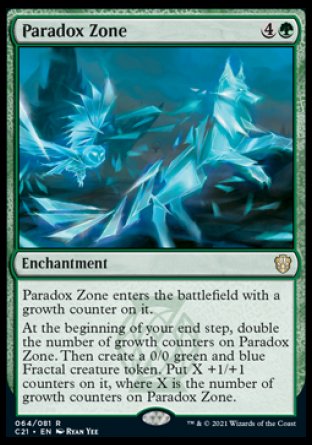 Paradox Zone 4
Enchantment
Paradox Zone enters the battlefield with a
growth counter on it.
At the beginning of your end step, double
the number of growth counters on Paradox
Zone. Then create a 0/0 green and blue
Fractal creature token. Put X +1/+1
counters on it, where X is the number of
growth counters on Paradox Zone.
064/081 R
C21 • EN Ryan Yee ™ & © 2021 Wizards of the Coast